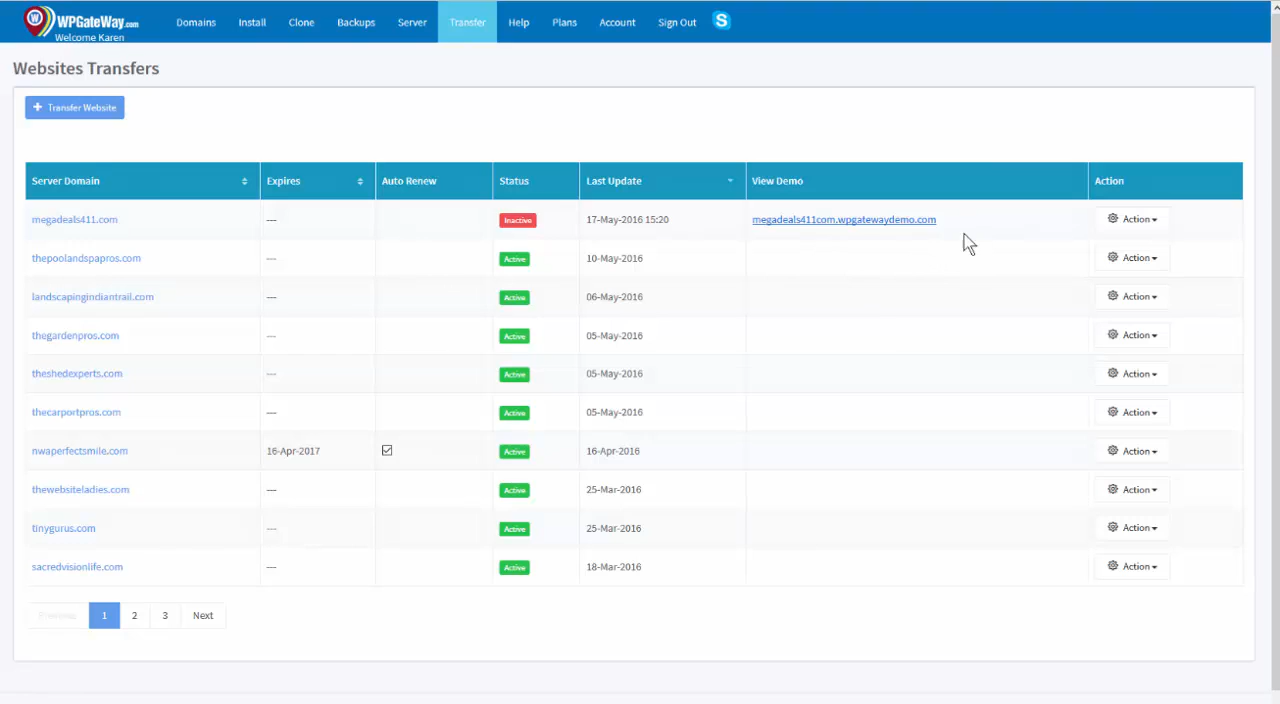 WPGateWay.com
Welcome Karen
Domains Install Clone Backups Server Transfer Help Plans Account Sign Out
Websites Transfers
+ Transfer Website
Server Domain Expires Auto Renew Status Last Update View Demo Action
megadeals411.com --- Inactive 17-May-2016 15:20 megadeals411com.wpgatewaydemo.com Action
thepoolandspapros.com --- Active 10-May-2016 Action
landscapingindiantrail.com --- Active 06-May-2016 Action
thegardenpros.com --- Active 05-May-2016 Action
theshedexperts.com --- Active 05-May-2016 Action
thecarportpros.com --- Active 05-May-2016 Action
nwaperfectsmile.com 16-Apr-2017 Active 16-Apr-2016 Action
thewebsiteladies.com --- Active 25-Mar-2016 Action
tinygurus.com --- Active 25-Mar-2016 Action
sacredvisionlife.com --- Active 18-Mar-2016 Action
Previous 1 2 3 Next